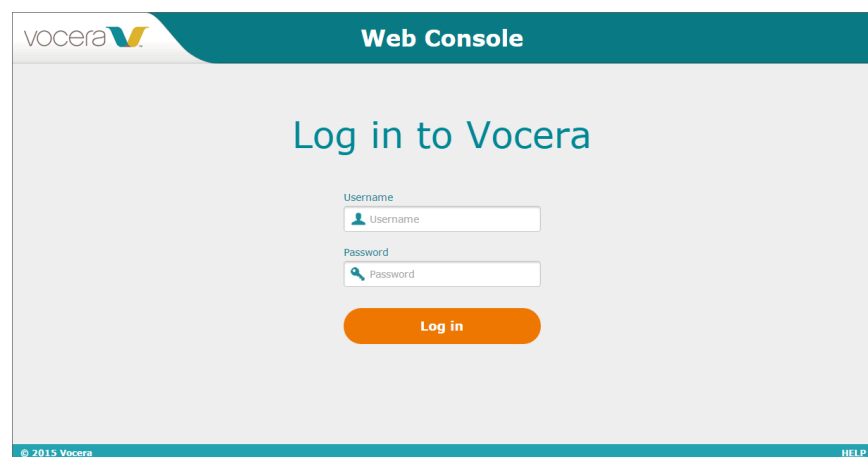 vocera
Web Console
Log in to Vocera
Username
Username
Password
Password
Log in
© 2015 Vocera
HELP